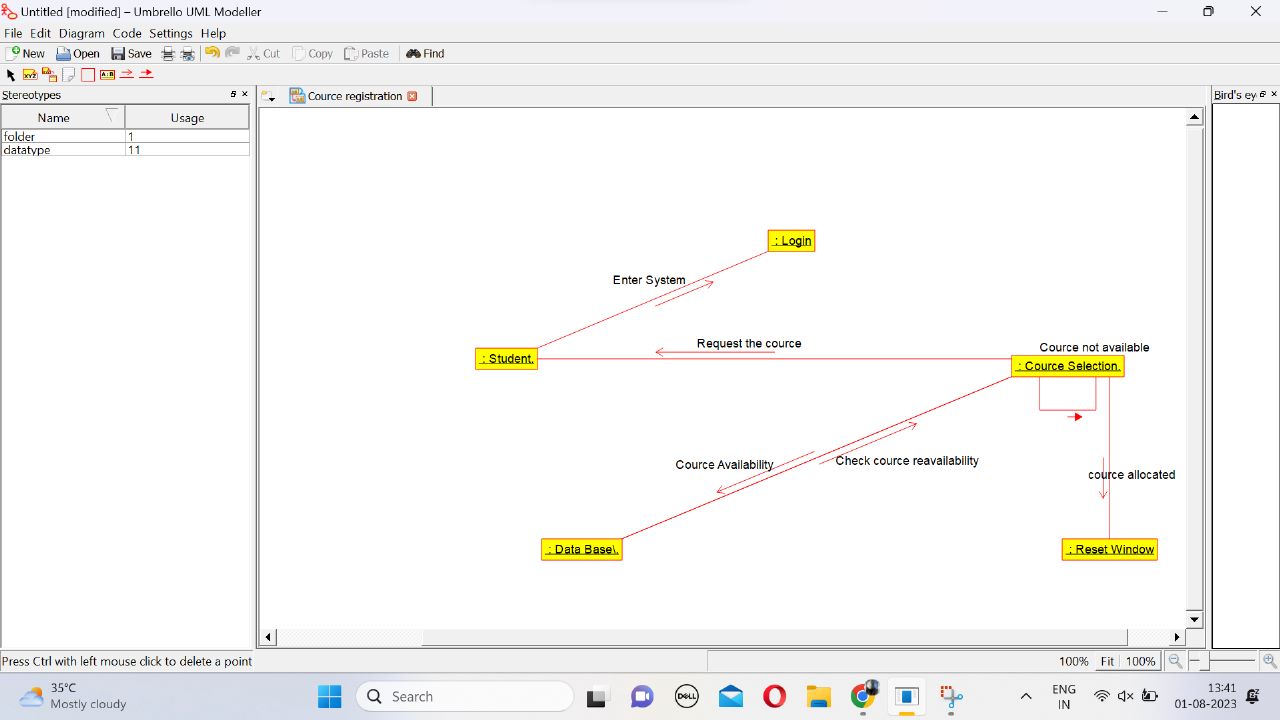 Untitled [modified] – Umbrello UML Modeller
File Edit Diagram Code Settings Help
New Open Save Cut Copy Paste Find
XYZ A:B
Stereotypes
Cource registration
Bird's ey
Name Usage
folder 1
datatype 11
: Login
Enter System
Request the cource
Cource not available
: Student.
: Cource Selection.
Cource Availability
Check cource reavailability
cource allocated
: Data Base\.
: Reset Window
Press Ctrl with left mouse click to delete a point
100% Fit 100%
35°C
Mostly cloudy
Search
DELL
ENG
IN
13:41
01-08-2023